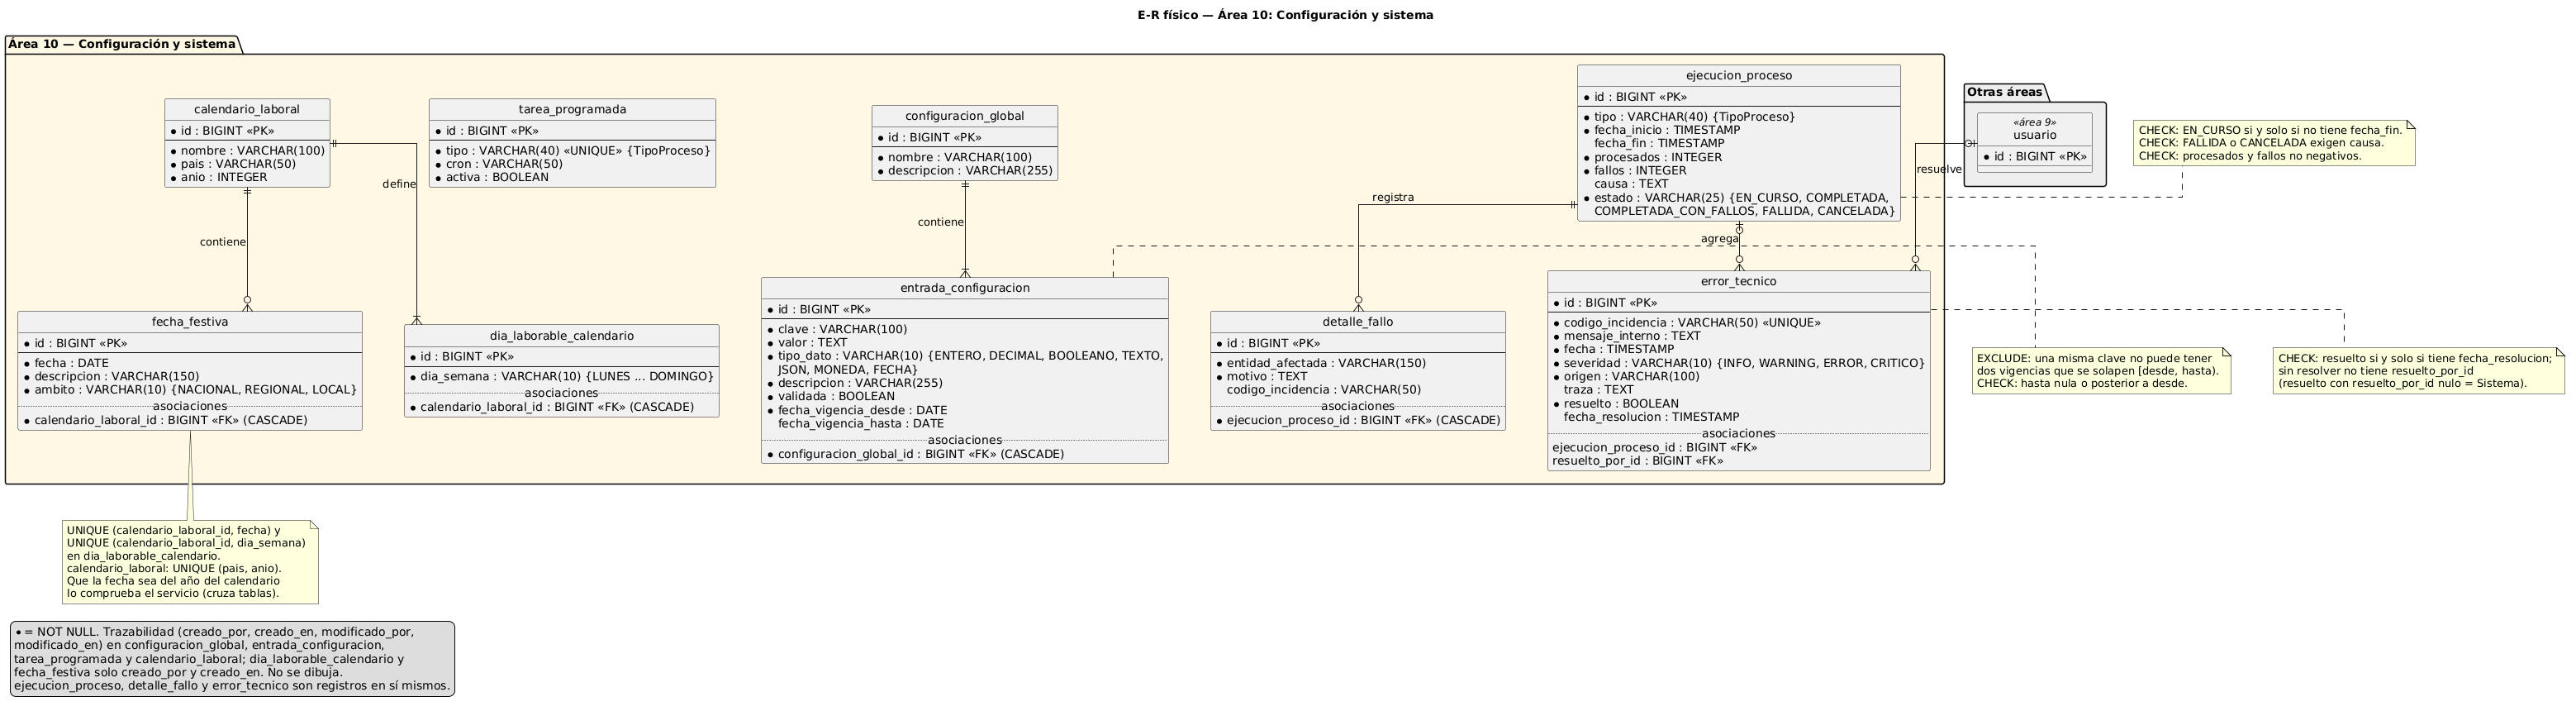 E-R físico — Área 10: Configuración y sistema
Área 10 — Configuración y sistema
calendario_laboral
id : BIGINT «PK»
nombre : VARCHAR(100)
pais : VARCHAR(50)
anio : INTEGER
tarea_programada
id : BIGINT «PK»
tipo : VARCHAR(40) «UNIQUE» {TipoProceso}
cron : VARCHAR(50)
activa : BOOLEAN
configuracion_global
id : BIGINT «PK»
nombre : VARCHAR(100)
descripcion : VARCHAR(255)
ejecucion_proceso
id : BIGINT «PK»
tipo : VARCHAR(40) {TipoProceso}
fecha_inicio : TIMESTAMP
fecha_fin : TIMESTAMP
procesados : INTEGER
fallos : INTEGER
causa : TEXT
estado : VARCHAR(25) {EN_CURSO, COMPLETADA,
COMPLETADA_CON_FALLOS, FALLIDA, CANCELADA}
Otras áreas
«área 9»
usuario
id : BIGINT «PK»
CHECK: EN_CURSO si y solo si no tiene fecha_fin.
CHECK: FALLIDA o CANCELADA exigen causa.
CHECK: procesados y fallos no negativos.
define
contiene
contiene
registra
agrega
resuelve
fecha_festiva
id : BIGINT «PK»
fecha : DATE
descripcion : VARCHAR(150)
ambito : VARCHAR(10) {NACIONAL, REGIONAL, LOCAL}
asociaciones
calendario_laboral_id : BIGINT «FK» (CASCADE)
dia_laborable_calendario
id : BIGINT «PK»
dia_semana : VARCHAR(10) {LUNES ... DOMINGO}
asociaciones
calendario_laboral_id : BIGINT «FK» (CASCADE)
entrada_configuracion
id : BIGINT «PK»
clave : VARCHAR(100)
valor : TEXT
tipo_dato : VARCHAR(10) {ENTERO, DECIMAL, BOOLEANO, TEXTO,
JSON, MONEDA, FECHA}
descripcion : VARCHAR(255)
validada : BOOLEAN
fecha_vigencia_desde : DATE
fecha_vigencia_hasta : DATE
asociaciones
configuracion_global_id : BIGINT «FK» (CASCADE)
detalle_fallo
id : BIGINT «PK»
entidad_afectada : VARCHAR(150)
motivo : TEXT
codigo_incidencia : VARCHAR(50)
asociaciones
ejecucion_proceso_id : BIGINT «FK» (CASCADE)
error_tecnico
id : BIGINT «PK»
codigo_incidencia : VARCHAR(50) «UNIQUE»
mensaje_interno : TEXT
fecha : TIMESTAMP
severidad : VARCHAR(10) {INFO, WARNING, ERROR, CRITICO}
origen : VARCHAR(100)
traza : TEXT
resuelto : BOOLEAN
fecha_resolucion : TIMESTAMP
asociaciones
ejecucion_proceso_id : BIGINT «FK»
resuelto_por_id : BIGINT «FK»
EXCLUDE: una misma clave no puede tener
dos vigencias que se solapen [desde, hasta).
CHECK: hasta nula o posterior a desde.
CHECK: resuelto si y solo si tiene fecha_resolucion;
sin resolver no tiene resuelto_por_id
(resuelto con resuelto_por_id nulo = Sistema).
UNIQUE (calendario_laboral_id, fecha) y
UNIQUE (calendario_laboral_id, dia_semana)
en dia_laborable_calendario.
calendario_laboral: UNIQUE (pais, anio).
Que la fecha sea del año del calendario
lo comprueba el servicio (cruza tablas).
• = NOT NULL. Trazabilidad (creado_por, creado_en, modificado_por,
modificado_en) en configuracion_global, entrada_configuracion,
tarea_programada y calendario_laboral; dia_laborable_calendario y
fecha_festiva solo creado_por y creado_en. No se dibuja.
ejecucion_proceso, detalle_fallo y error_tecnico son registros en sí mismos.